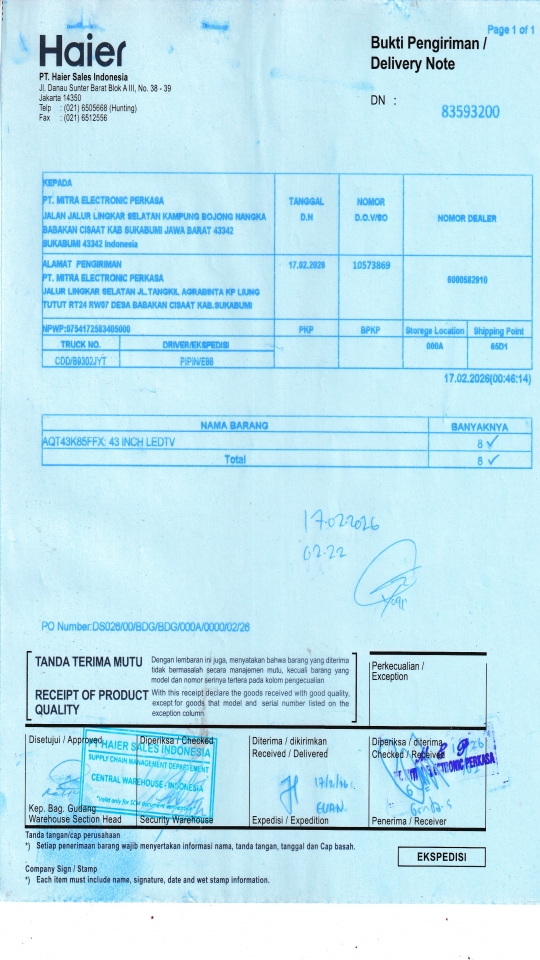 Page 1 of 1
Haier
Bukti Pengiriman /
Delivery Note
PT. Haier Sales Indonesia
Jl. Danau Sunter Barat Blok A III, No. 38 - 39
Jakarta 14350
Telp : (021) 6505668 (Hunting)
Fax : (021) 6512556
DN :
83593200
KEPADA
PT. MITRA ELECTRONIC PERKASA
JALAN JALUR LINGKAR SELATAN KAMPUNG BOJONG NANGKA
BABAKAN CISAAT KAB SUKABUMI JAWA BARAT 43342
SUKABUMI 43342 Indonesia
TANGGAL
D.N
NOMOR
D.O.V/SO
NOMOR DEALER
ALAMAT PENGIRIMAN
PT. MITRA ELECTRONIC PERKASA
JALUR LINGKAR SELATAN JL.TANGKIL AGRABINTA KP LIUNG
TUTUT RT24 RW07 DESA BABAKAN CISAAT KAB.SUKABUMI
17.02.2026
10573869
6000582910
NPWP:0754172583405000
PKP
BPKP
Storege Location
Shipping Point
TRUCK NO.
DRIVER/EKSPEDISI
000A
65D1
CDD/B9302JYT
PIPIN/E88
17.02.2026(00:46:14)
NAMA BARANG
BANYAKNYA
AQT43K85FFX; 43 INCH LEDTV
8 ✓
Total
8 ✓
17-02-2026
02-22
PO Number:DS026/00/BDG/BDG/000A/0000/02/26
TANDA TERIMA MUTU
Dengan lembaran ini juga, menyatakan bahwa barang yang diterima
tidak bermasalah secara manajemen mutu, kecuali barang yang
model dan nomor serinya tertera pada kolom pengecualian
RECEIPT OF PRODUCT
QUALITY
With this receipt declare the goods received with good quality,
except for goods that model and serial number listed on the
exception column
Perkecualian /
Exception
Disetujui / Approved
Diperiksa / Checked
Diterima / dikirimkan
Received / Delivered
Diperiksa / diterima
Checked / Received
HAIER SALES INDONESIA
SUPPLY CHAIN MANAGEMENT DEPARTEMENT
CENTRAL WAREHOUSE - INDONESIA
17/2/26
EVAN
ELECTRONIC PERKASA
Kep. Bag. Gudang
Warehouse Section Head
Security Warehouse
Expedisi / Expedition
Penerima / Receiver
Tanda tangan/cap perusahaan
*) Setiap penerimaan barang wajib menyertakan informasi nama, tanda tangan, tanggal dan Cap basah.
EKSPEDISI
Company Sign / Stamp
*) Each item must include name, signature, date and wet stamp information.